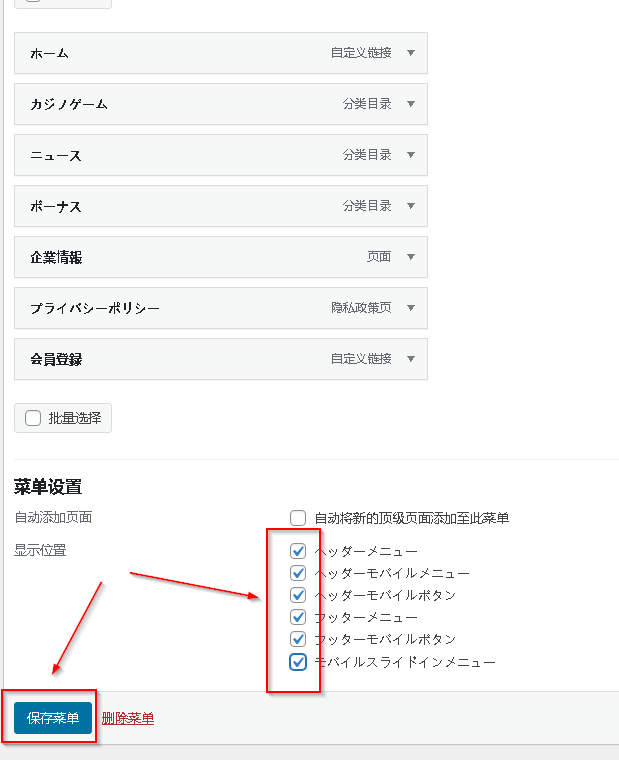 ホーム 自定义链接
カジノゲーム 分类目录
ニュース 分类目录
ボーナス 分类目录
企業情報 页面
プライバシーポリシー 隐私政策页
会員登録 自定义链接
批量选择
菜单设置
自动添加页面 自动将新的顶级页面添加至此菜单
显示位置 ヘッダーメニュー
ヘッダーモバイルメニュー
ヘッダーモバイルボタン
フッターメニュー
フッターモバイルボタン
モバイルスライドインメニュー
保存菜单 删除菜单